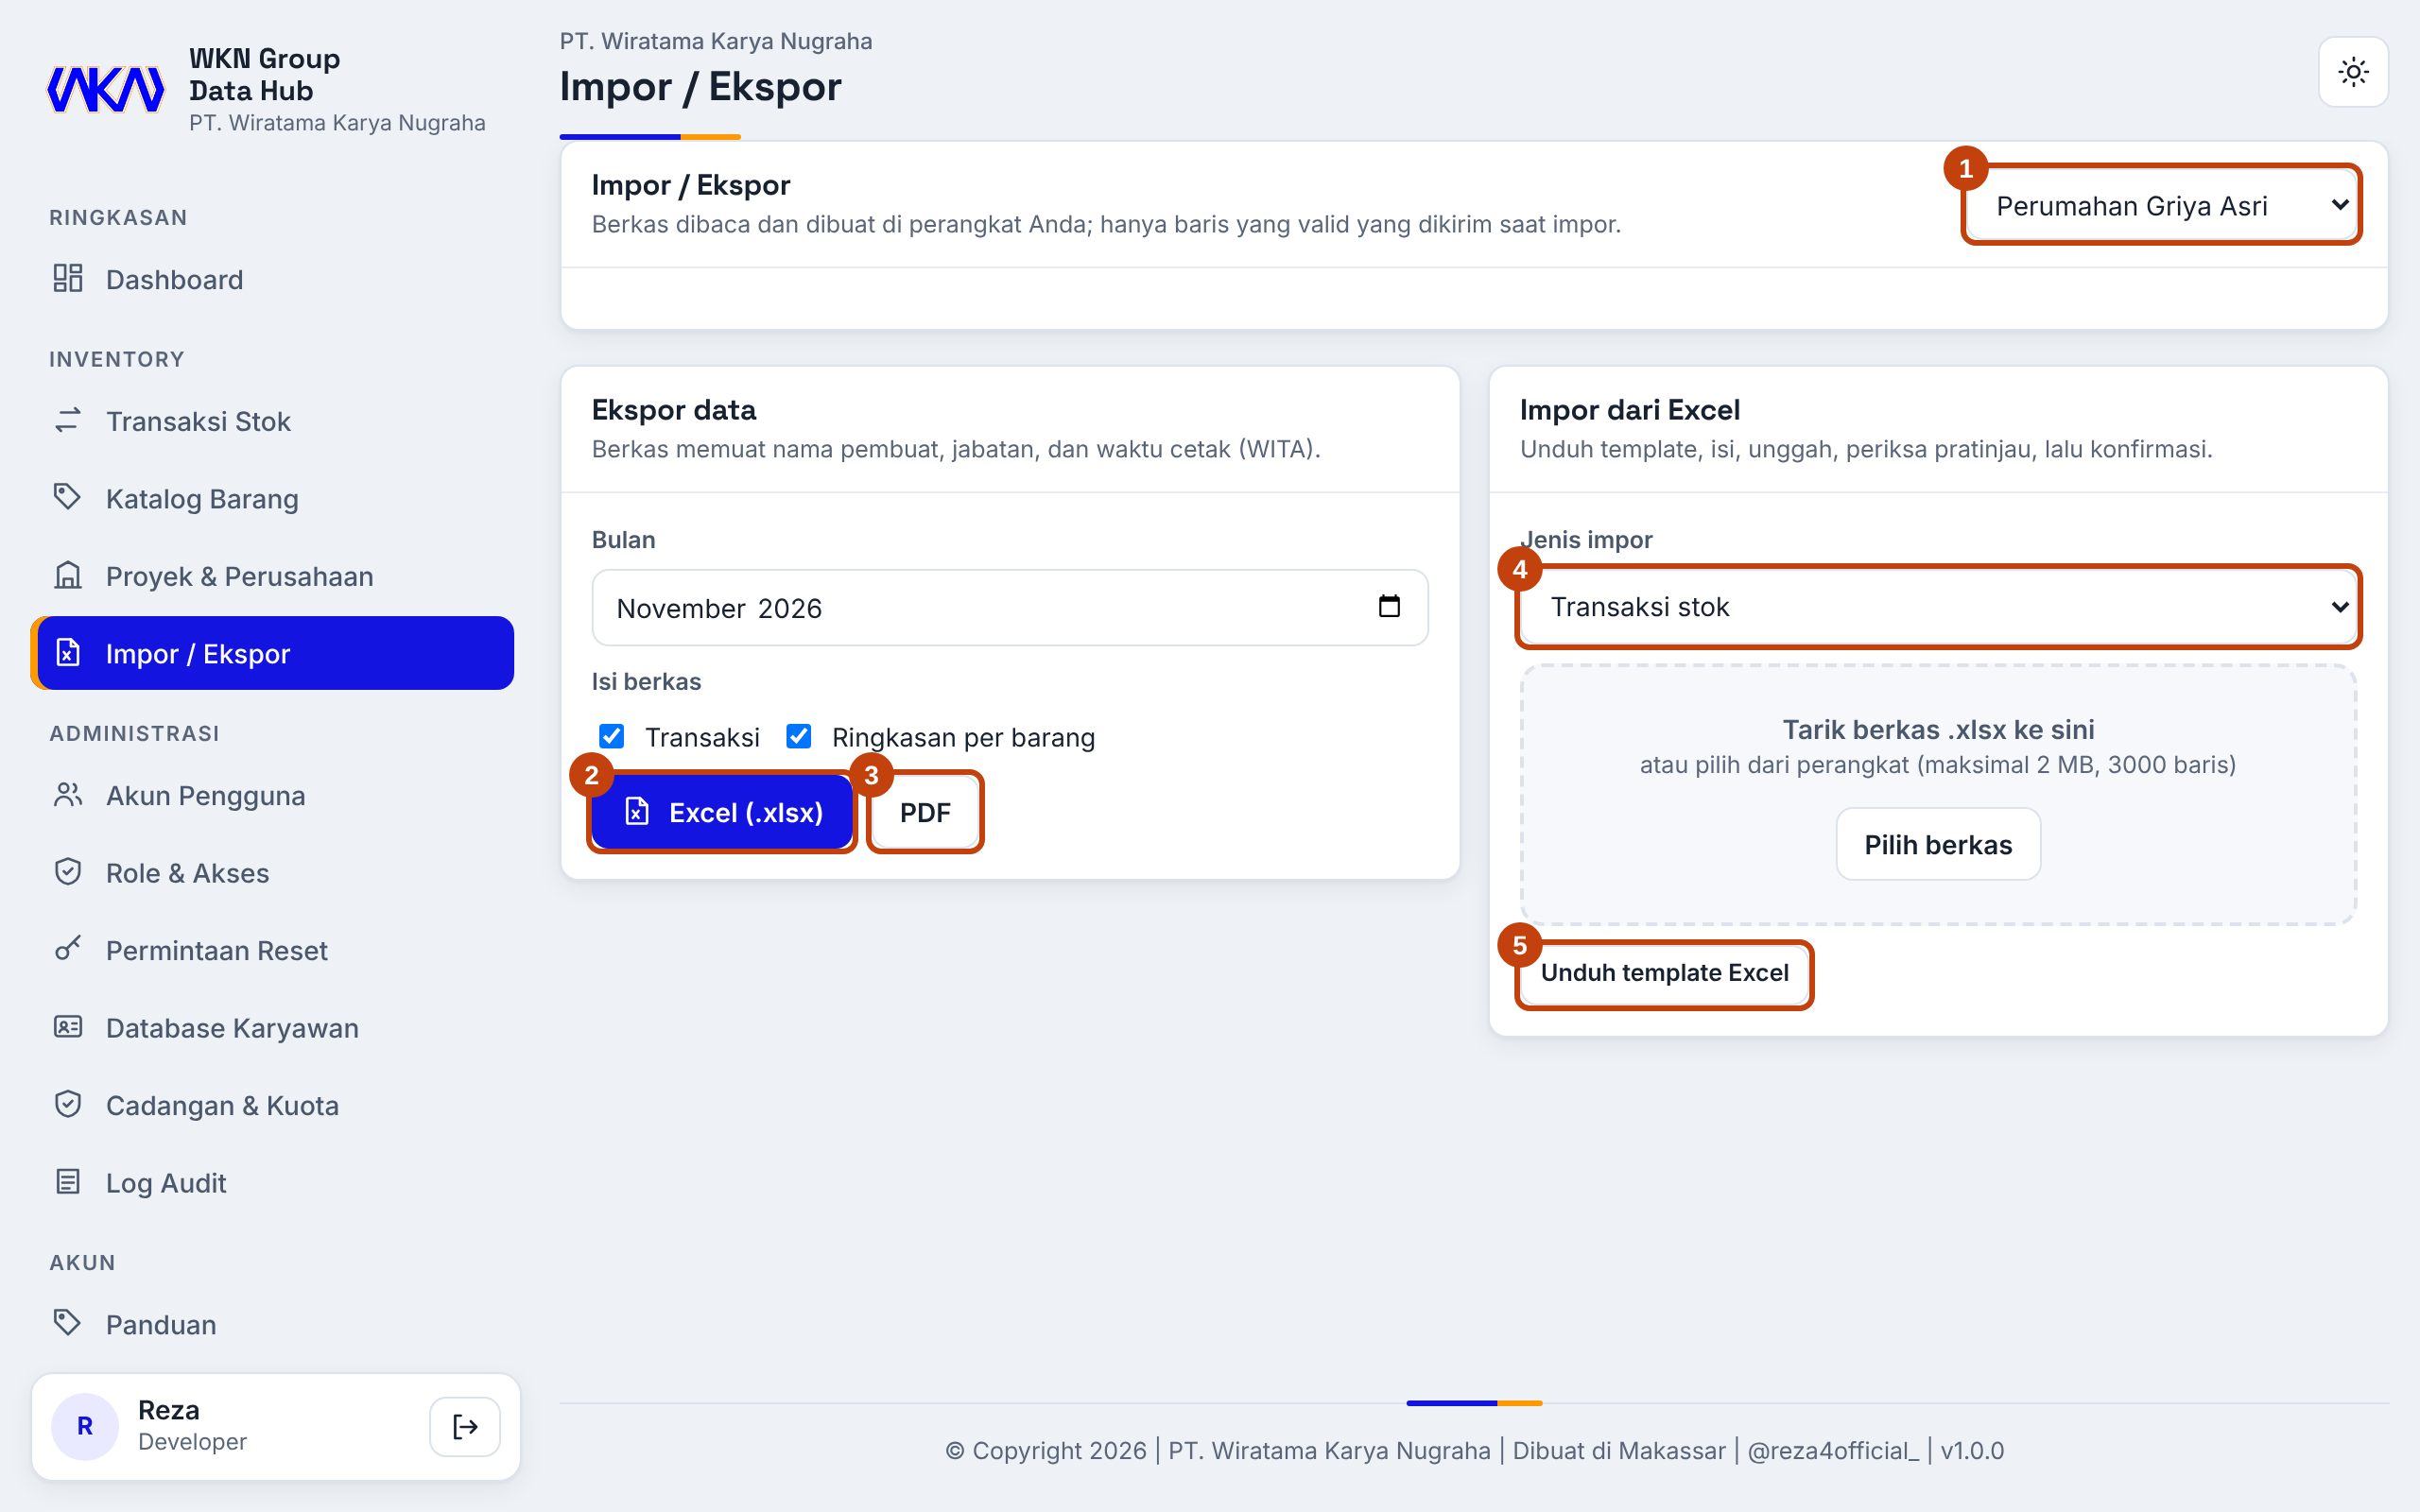 WKN
WKN Group
Data Hub
PT. Wiratama Karya Nugraha
RINGKASAN
Dashboard
INVENTORY
Transaksi Stok
Katalog Barang
Proyek & Perusahaan
Impor / Ekspor
ADMINISTRASI
Akun Pengguna
Role & Akses
Permintaan Reset
Database Karyawan
Cadangan & Kuota
Log Audit
AKUN
Panduan
R
Reza
Developer
PT. Wiratama Karya Nugraha
Impor / Ekspor
Impor / Ekspor
Berkas dibaca dan dibuat di perangkat Anda; hanya baris yang valid yang dikirim saat impor.
1
Perumahan Griya Asri
Ekspor data
Berkas memuat nama pembuat, jabatan, dan waktu cetak (WITA).
Bulan
November 2026
Isi berkas
Transaksi Ringkasan per barang
2 Excel (.xlsx) 3 PDF
Impor dari Excel
Unduh template, isi, unggah, periksa pratinjau, lalu konfirmasi.
Jenis impor
4
Transaksi stok
Tarik berkas .xlsx ke sini
atau pilih dari perangkat (maksimal 2 MB, 3000 baris)
Pilih berkas
5
Unduh template Excel
© Copyright 2026 | PT. Wiratama Karya Nugraha | Dibuat di Makassar | @reza4official_ | v1.0.0